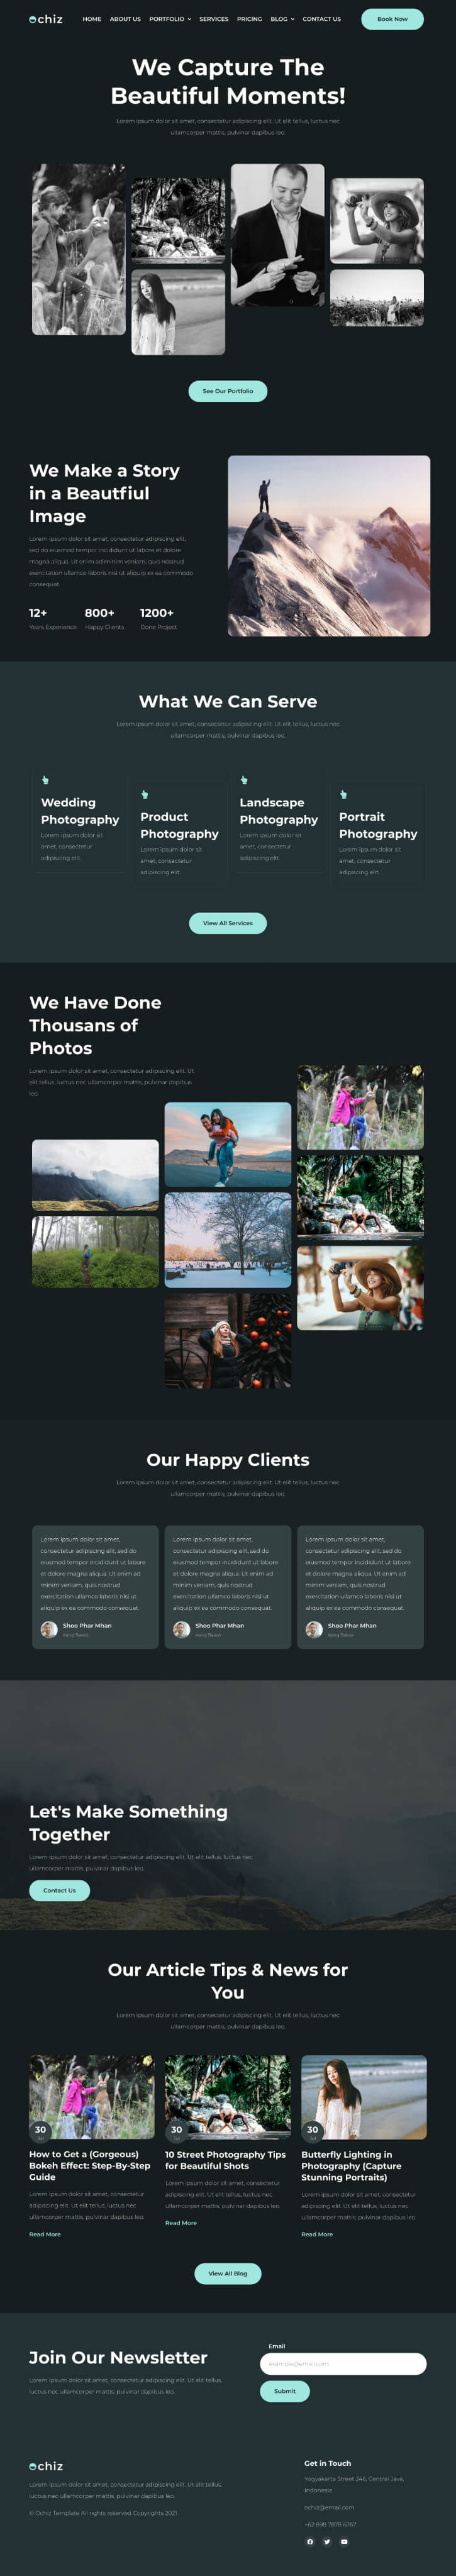 ochiz
HOME ABOUT US PORTFOLIO SERVICES PRICING BLOG CONTACT US
Book Now
We Capture The
Beautiful Moments!
Lorem ipsum dolor sit amet, consectetur adipiscing elit. Ut elit tellus, luctus nec
ullamcorper mattis, pulvinar dapibus leo.
See Our Portfolio
We Make a Story
in a Beautfiul
Image
Lorem ipsum dolor sit amet, consectetur adipiscing elit,
sed do eiusmod tempor incididunt ut labore et dolore
magna aliqua. Ut enim ad minim veniam, quis nostrud
exercitation ullamco laboris nisi ut aliquip ex ea commodo
consequat.
12+
Years Experience
800+
Happy Clients
1200+
Done Project
What We Can Serve
Lorem ipsum dolor sit amet, consectetur adipiscing elit. Ut elit tellus, luctus nec
ullamcorper mattis, pulvinar dapibus leo.
Wedding
Photography
Lorem ipsum dolor sit
amet, consectetur
adipiscing elit.
Product
Photography
Lorem ipsum dolor sit
amet, consectetur
adipiscing elit.
Landscape
Photography
Lorem ipsum dolor sit
amet, consectetur
adipiscing elit.
Portrait
Photography
Lorem ipsum dolor sit
amet, consectetur
adipiscing elit.
View All Services
We Have Done
Thousans of
Photos
Lorem ipsum dolor sit amet, consectetur adipiscing elit. Ut
elit tellus, luctus nec ullamcorper mattis, pulvinar dapibus
leo.
Our Happy Clients
Lorem ipsum dolor sit amet, consectetur adipiscing elit. Ut elit tellus, luctus nec
ullamcorper mattis, pulvinar dapibus leo.
Lorem ipsum dolor sit amet,
consectetur adipiscing elit, sed do
eiusmod tempor incididunt ut labore
et dolore magna aliqua. Ut enim ad
minim veniam, quis nostrud
exercitation ullamco laboris nisi ut
aliquip ex ea commodo consequat.
Shoo Phar Mhan
Lorem ipsum dolor sit amet,
consectetur adipiscing elit, sed do
eiusmod tempor incididunt ut labore
et dolore magna aliqua. Ut enim ad
minim veniam, quis nostrud
exercitation ullamco laboris nisi ut
aliquip ex ea commodo consequat.
Shoo Phar Mhan
Lorem ipsum dolor sit amet,
consectetur adipiscing elit, sed do
eiusmod tempor incididunt ut labore
et dolore magna aliqua. Ut enim ad
minim veniam, quis nostrud
exercitation ullamco laboris nisi ut
aliquip ex ea commodo consequat.
Shoo Phar Mhan
Let's Make Something
Together
Lorem ipsum dolor sit amet, consectetur adipiscing elit. Ut elit tellus, luctus nec
ullamcorper mattis, pulvinar dapibus leo.
Contact Us
Our Article Tips & News for
You
Lorem ipsum dolor sit amet, consectetur adipiscing elit. Ut elit tellus, luctus nec
ullamcorper mattis, pulvinar dapibus leo.
30
How to Get a (Gorgeous)
Bokeh Effect: Step-By-Step
Guide
Lorem ipsum dolor sit amet, consectetur
adipiscing elit. Ut elit tellus, luctus nec
ullamcorper mattis, pulvinar dapibus leo.
Read More
30
10 Street Photography Tips
for Beautiful Shots
Lorem ipsum dolor sit amet, consectetur
adipiscing elit. Ut elit tellus, luctus nec
ullamcorper mattis, pulvinar dapibus leo.
Read More
30
Butterfly Lighting in
Photography (Capture
Stunning Portraits)
Lorem ipsum dolor sit amet, consectetur
adipiscing elit. Ut elit tellus, luctus nec
ullamcorper mattis, pulvinar dapibus leo.
Read More
View All Blog
Join Our Newsletter
Lorem ipsum dolor sit amet, consectetur adipiscing elit. Ut elit tellus,
luctus nec ullamcorper mattis, pulvinar dapibus leo.
Email
example@email.com
Submit
ochiz
Lorem ipsum dolor sit amet, consectetur adipiscing elit. Ut elit tellus,
luctus nec ullamcorper mattis, pulvinar dapibus leo.
© Ochiz Template All rights reserved Copyrights 2021
Get in Touch
Yogyakarta Street 246, Central Java,
Indonesia
ochiz@email.com
+62 898 7878 6767